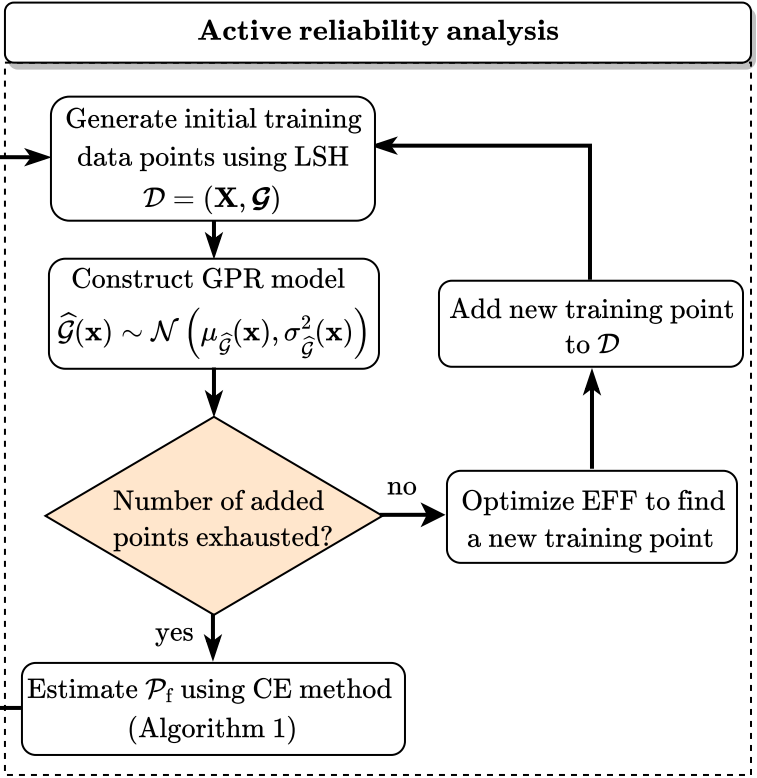 Active reliability analysis
Generate initial training
data points using LSH
𝒟 = (𝐗, 𝓖)
Construct GPR model
𝓖̂(𝐱) ∼ 𝒩 (μ_𝓖̂(𝐱), σ²_𝓖̂(𝐱))
Add new training point
to 𝒟
Number of added
points exhausted?
no
Optimize EFF to find
a new training point
yes
Estimate 𝒫_f using CE method
(Algorithm 1)